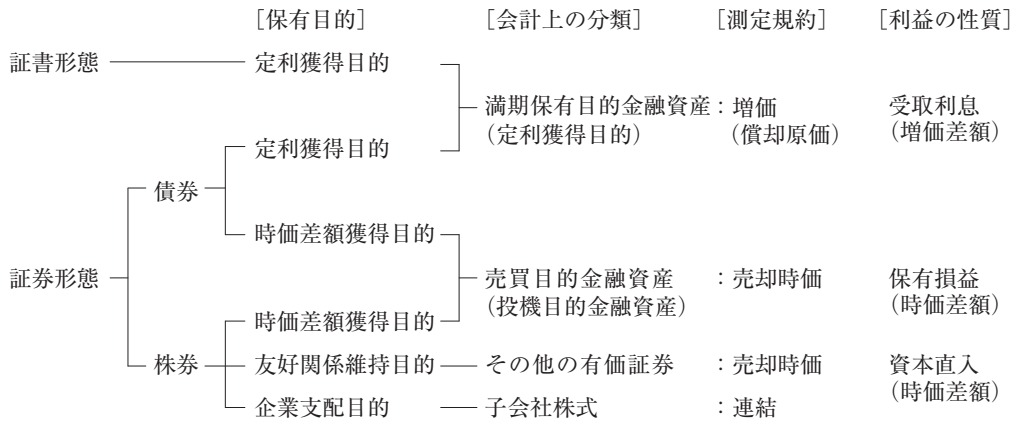 ［保有目的］ ［会計上の分類］ ［測定規約］ ［利益の性質］
証書形態 定利獲得目的
満期保有目的金融資産：増価 受取利息
（定利獲得目的） （償却原価） （増価差額）
定利獲得目的
債券
時価差額獲得目的
証券形態 売買目的金融資産 ：売却時価 保有損益
（投機目的金融資産） （時価差額）
時価差額獲得目的
株券 友好関係維持目的 その他の有価証券 ：売却時価 資本直入
（時価差額）
企業支配目的 子会社株式 ：連結